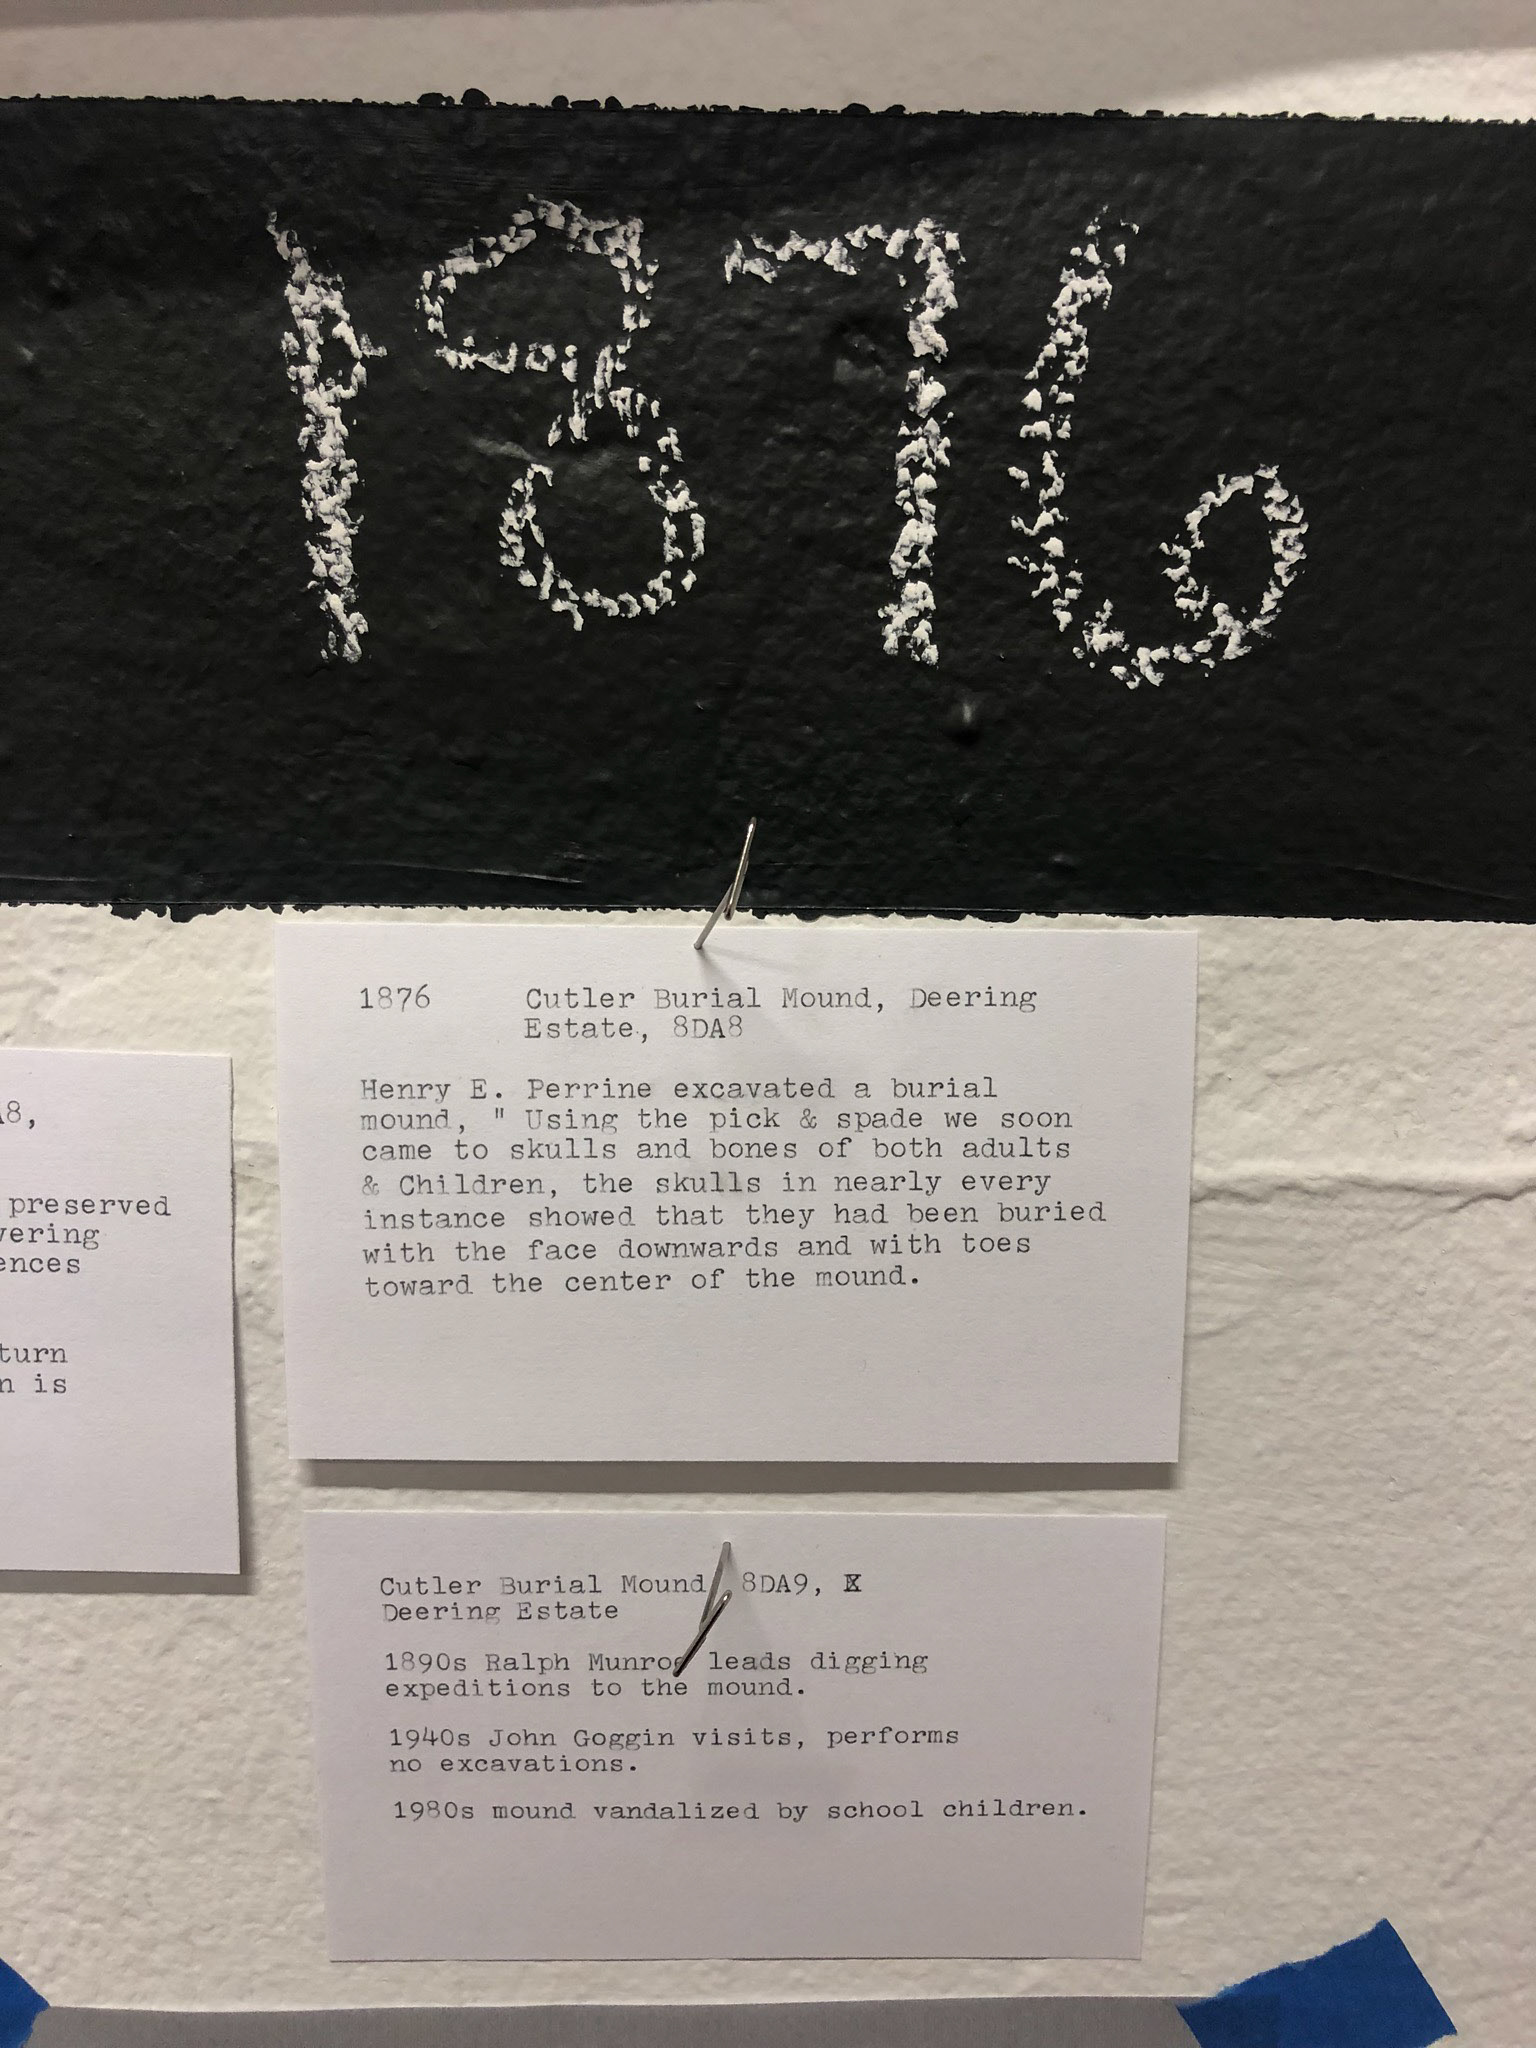 1876
1876 Cutler Burial Mound, Deering
Estate, 8DA8
Henry E. Perrine excavated a burial
mound, " Using the pick & spade we soon
came to skulls and bones of both adults
& Children, the skulls in nearly every
instance showed that they had been buried
with the face downwards and with toes
toward the center of the mound.
8,
preserved
turn
n is
Cutler Burial Mound, 8DA9,
Deering Estate
1890s Ralph Munroe leads digging
expeditions to the mound.
1940s John Goggin visits, performs
no excavations.
1980s mound vandalized by school children.